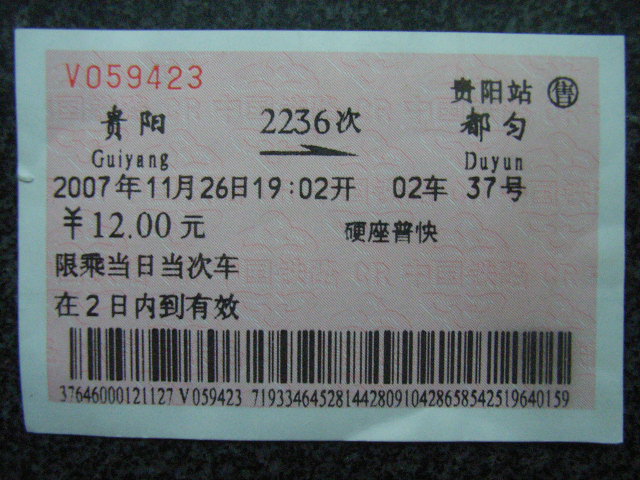 V059423
贵阳站 售
贵阳 2236次 都匀
Guiyang Duyun
2007年11月26日19:02开 02车 37号
¥12.00元 硬座普快
限乘当日当次车
在2日内到有效
37646000121127 V059423 719334645281442809104286585425196401​59